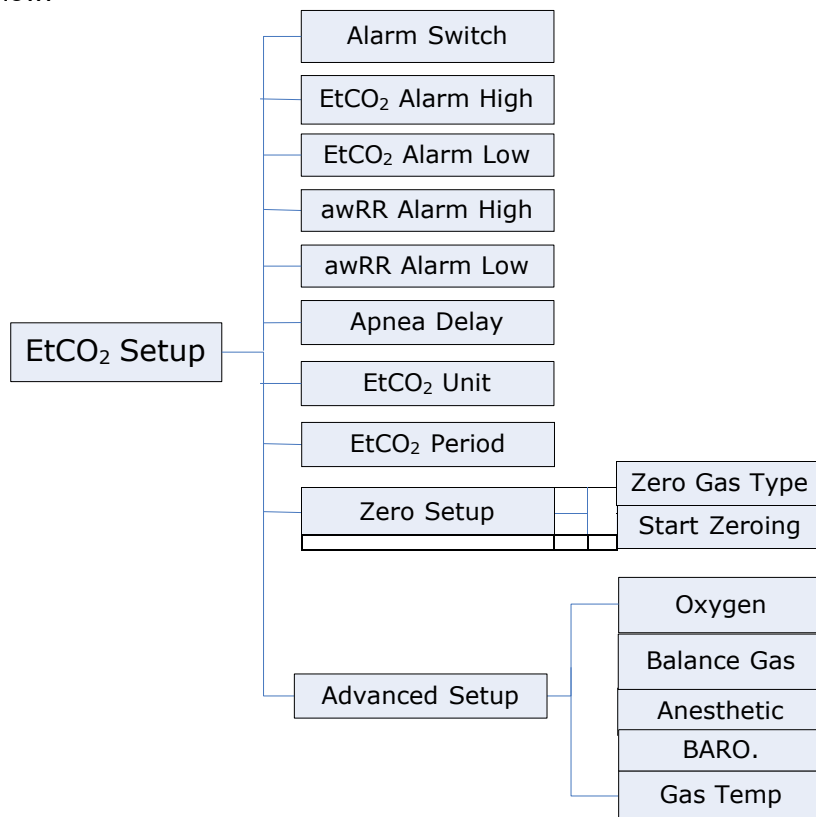 Alarm Switch
EtCO₂ Alarm High
EtCO₂ Alarm Low
awRR Alarm High
awRR Alarm Low
Apnea Delay
EtCO₂ Setup
EtCO₂ Unit
EtCO₂ Period
Zero Setup
Zero Gas Type
Start Zeroing
Advanced Setup
Oxygen
Balance Gas
Anesthetic
BARO.
Gas Temp